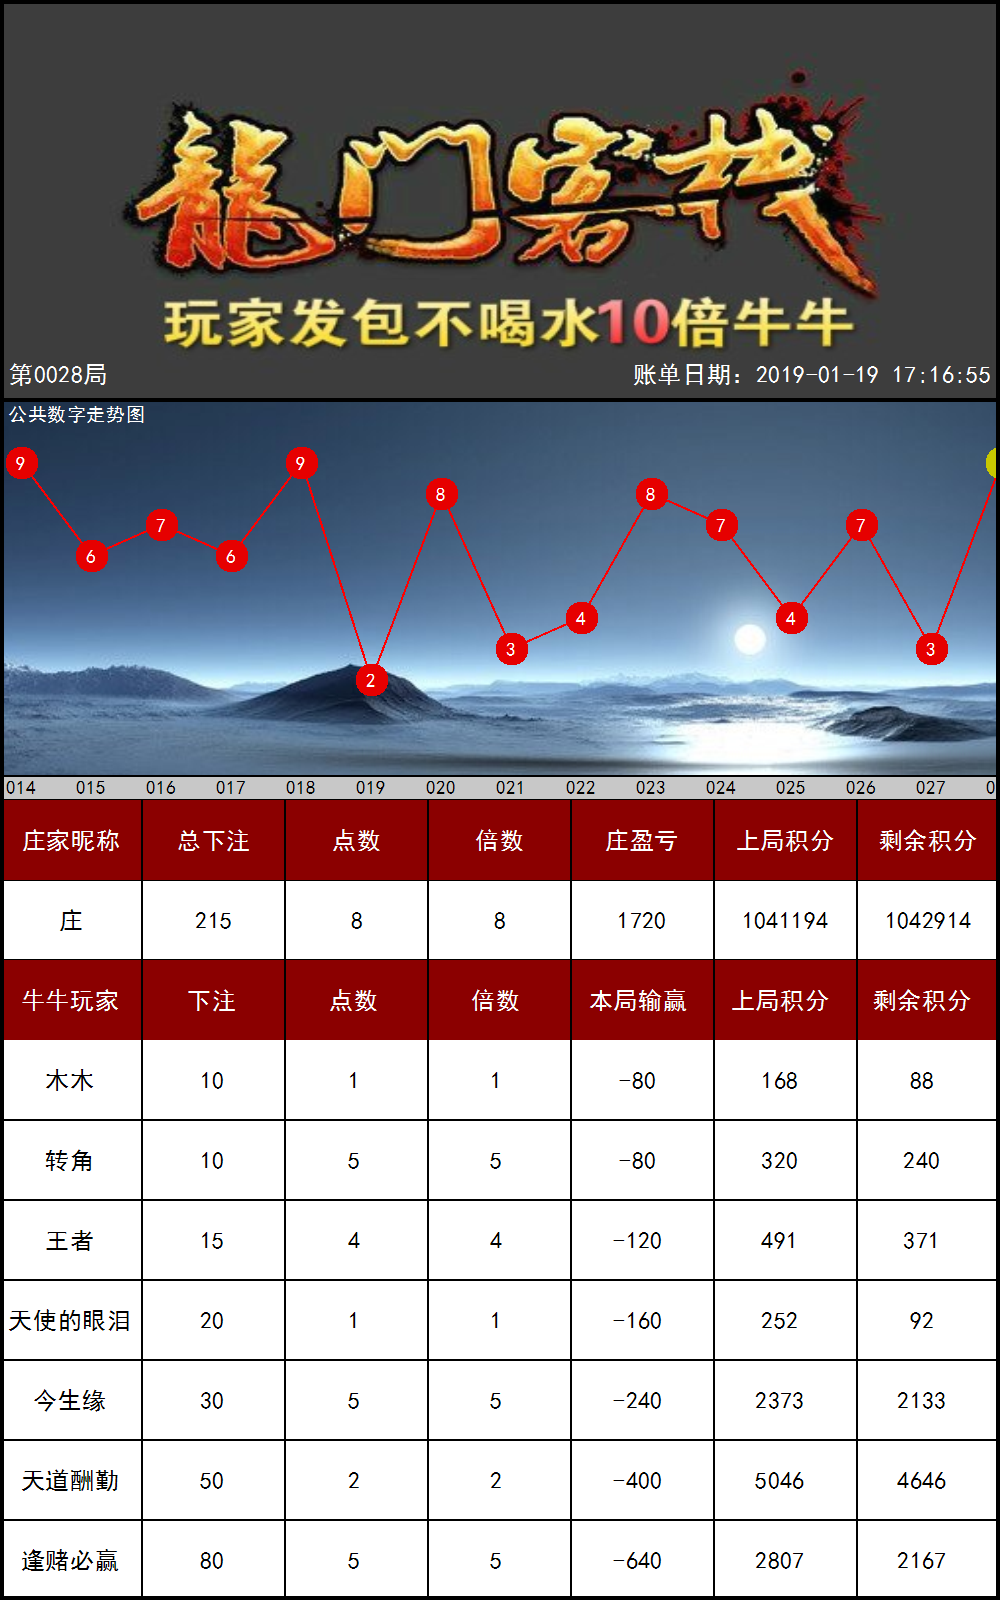 龍门客栈
玩家发包不喝水10倍牛牛
第0028局 账单日期：2019-01-19 17:16:55
公共数字走势图
9 6 7 6 9 2 8 3 4 8 7 4 7 3
014 015 016 017 018 019 020 021 022 023 024 025 026 027 0
庄家昵称 总下注 点数 倍数 庄盈亏 上局积分 剩余积分
庄 215 8 8 1720 1041194 1042914
牛牛玩家 下注 点数 倍数 本局输赢 上局积分 剩余积分
木木 10 1 1 -80 168 88
转角 10 5 5 -80 320 240
王者 15 4 4 -120 491 371
天使的眼泪 20 1 1 -160 252 92
今生缘 30 5 5 -240 2373 2133
天道酬勤 50 2 2 -400 5046 4646
逢赌必赢 80 5 5 -640 2807 2167